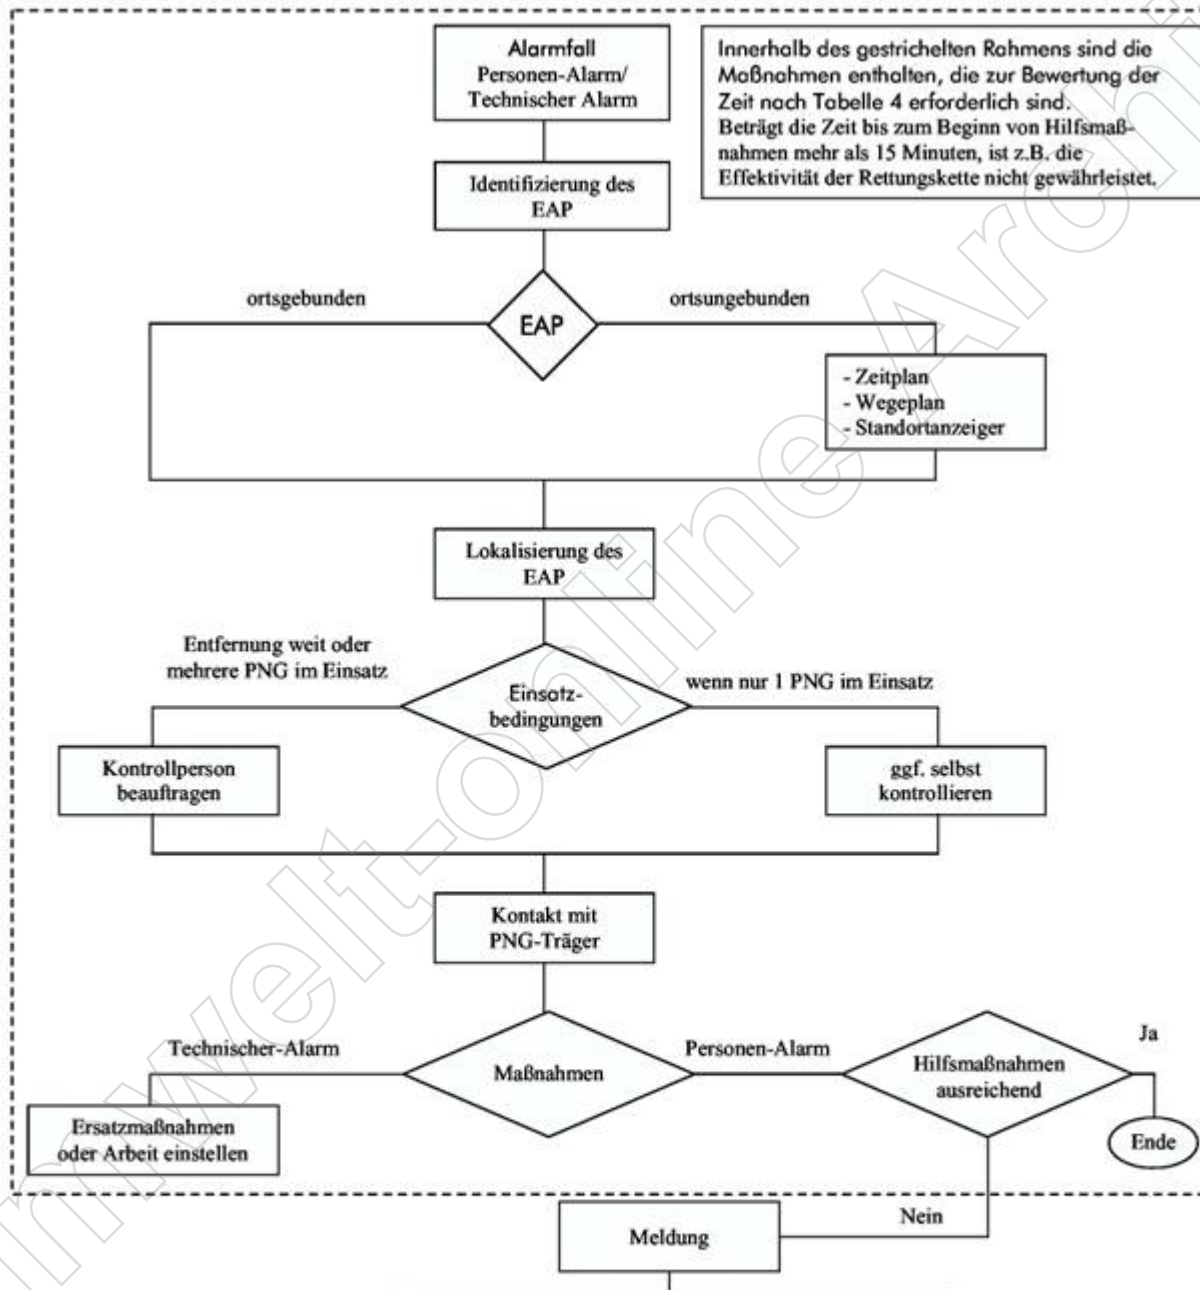 Alarmfall
Personen-Alarm/
Technischer Alarm
Innerhalb des gestrichelten Rahmens sind die
Maßnahmen enthalten, die zur Bewertung der
Zeit nach Tabelle 4 erforderlich sind.
Beträgt die Zeit bis zum Beginn von Hilfsmaß-
nahmen mehr als 15 Minuten, ist z.B. die
Effektivität der Rettungskette nicht gewährleistet.
Identifizierung des
EAP
ortsgebunden
EAP
ortsungebunden
- Zeitplan
- Wegeplan
- Standortanzeiger
Lokalisierung des
EAP
Entfernung weit oder
mehrere PNG im Einsatz
Einsatz-
bedingungen
wenn nur 1 PNG im Einsatz
Kontrollperson
beauftragen
ggf. selbst
kontrollieren
Kontakt mit
PNG-Träger
Technischer-Alarm
Maßnahmen
Personen-Alarm
Hilfsmaßnahmen
ausreichend
Ja
Ersatzmaßnahmen
oder Arbeit einstellen
Ende
Nein
Meldung